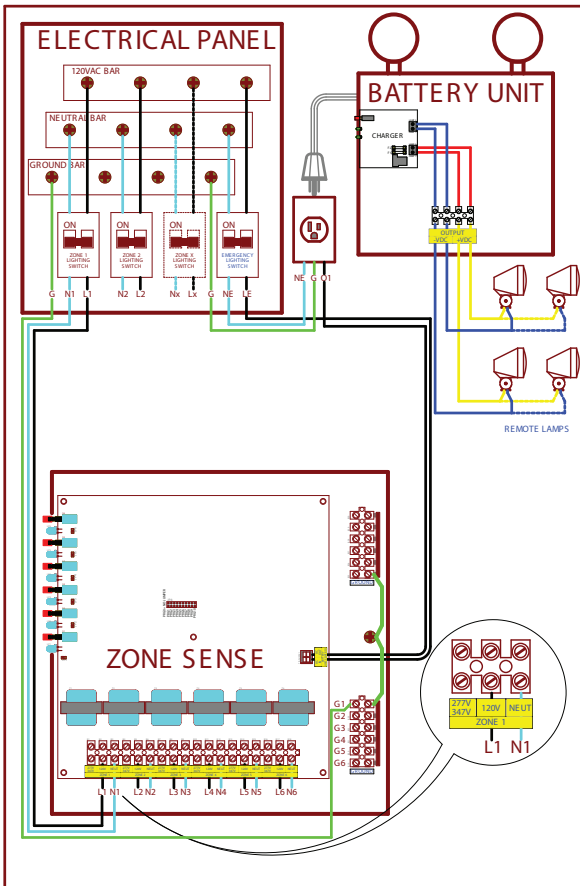 ELECTRICAL PANEL
120VAC BAR
NEUTRAL BAR
GROUND BAR
ON
ZONE 1
LIGHTING
SWITCH
ON
ZONE 2
LIGHTING
SWITCH
ON
ZONE X
LIGHTING
SWITCH
ON
EMERGENCY
LIGHTING
SWITCH
G N1 L1 N2 L2 Nx Lx G NE LE
NE G O1
BATTERY UNIT
CHARGER
OUTPUT
-VDC +VDC
REMOTE LAMPS
ZONE SENSE
G1
G2
G3
G4
G5
G6
L1 N1 L2 N2 L3 N3 L4 N4 L5 N5 L6 N6
277V
347V
120V
NEUT
ZONE 1
L1 N1